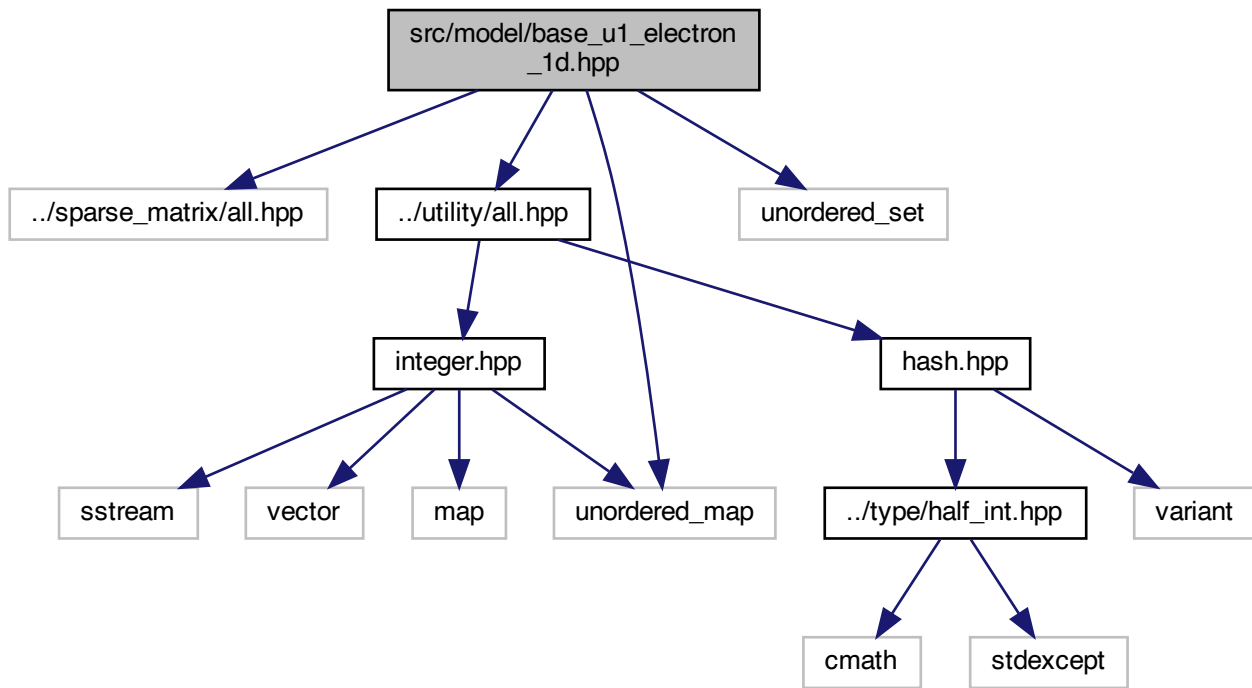 src/model/base_u1_electron
_1d.hpp
../sparse_matrix/all.hpp
../utility/all.hpp
unordered_set
integer.hpp
hash.hpp
sstream
vector
map
unordered_map
../type/half_int.hpp
variant
cmath
stdexcept